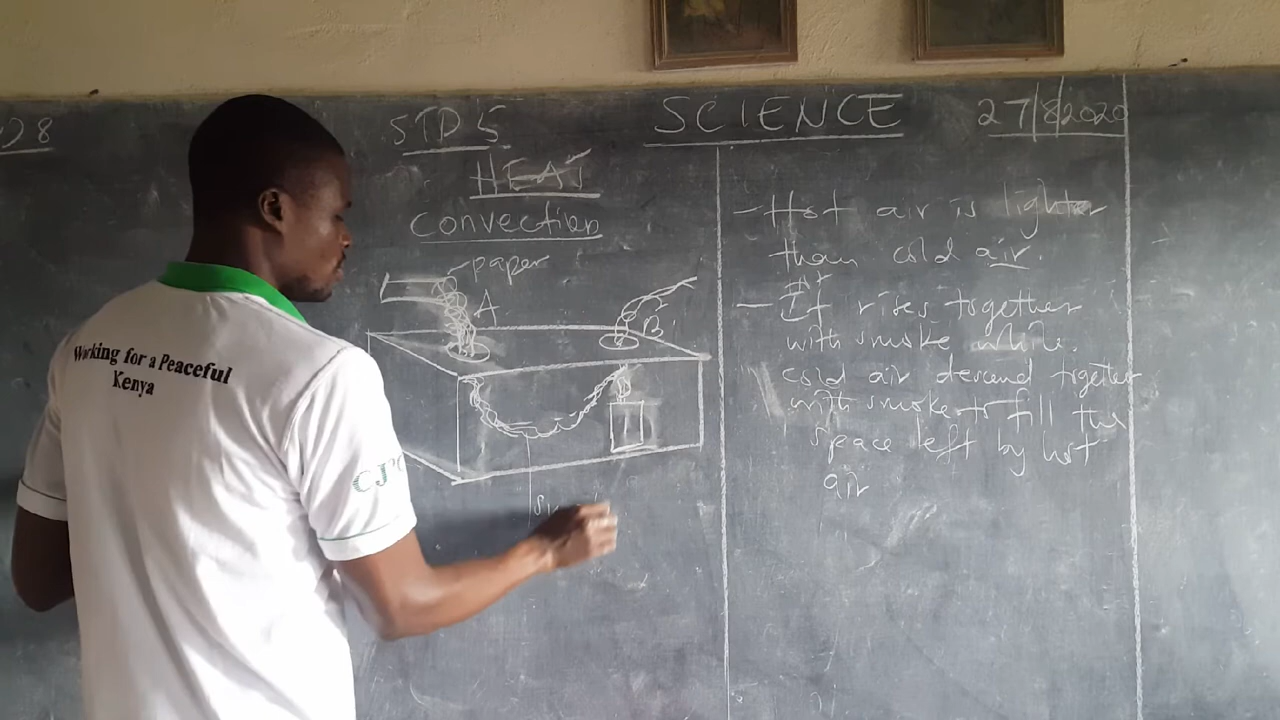 D8
STD 5
SCIENCE
27/8/2020
HEAT
convection
paper
A
B
- Hot air is lighter
than cold air.
- It rises together
with smoke while.
cold air descend together
with smoke to fill the
space left by hot
air
Working for a Peaceful
Kenya
CJPC